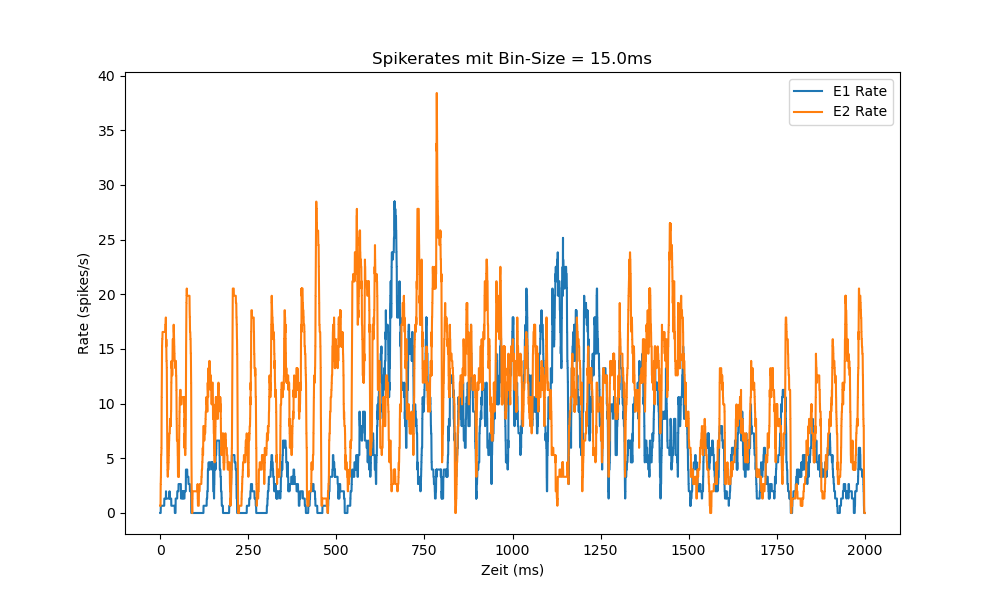 Spikerates mit Bin-Size = 15.0ms
E1 Rate
E2 Rate
Rate (spikes/s)
40
35
30
25
20
15
10
5
0
0 250 500 750 1000 1250 1500 1750 2000
Zeit (ms)